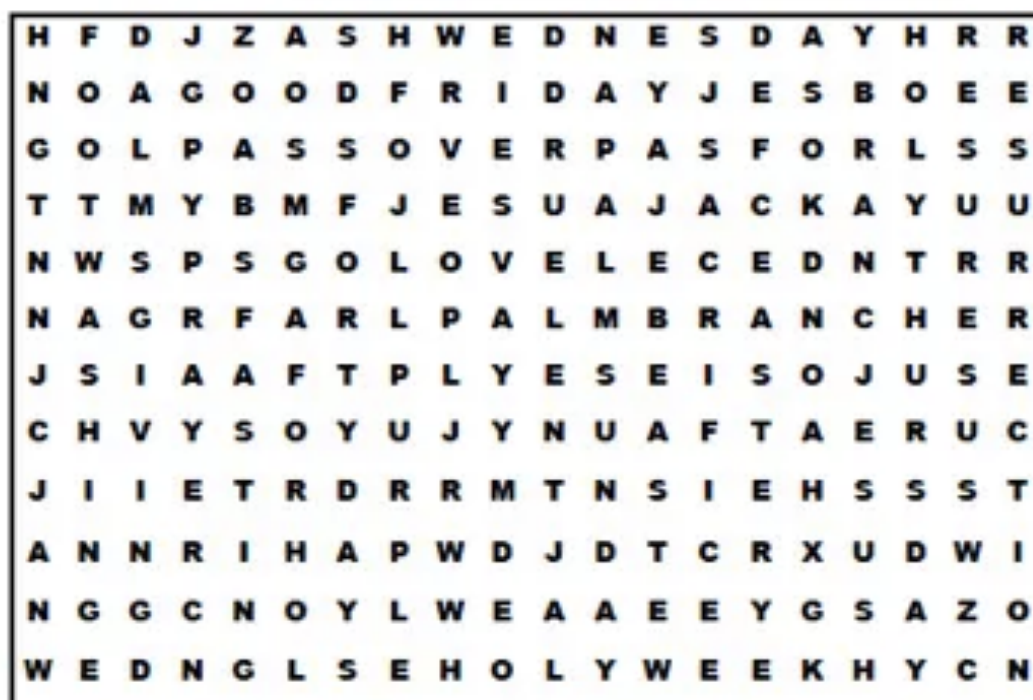 H F D J Z A S H W E D N E S D A Y H R R
N O A G O O D F R I D A Y J E S B O E E
G O L P A S S O V E R P A S F O R L S S
T T M Y B M F J E S U A J A C K A Y U U
N W S P S G O L O V E L E C E D N T R R
N A G R F A R L P A L M B R A N C H E R
J S I A A F T P L Y E S E I S O J U S E
C H V Y S O Y U J Y N U A F T A E R U C
J I I E T R D R R M T N S I E H S S S T
A N N R I H A P W D J D T C R X U D W I
N G G C N O Y L W E A A E E Y G S A Z O
W E D N G L S E H O L Y W E E K H Y C N